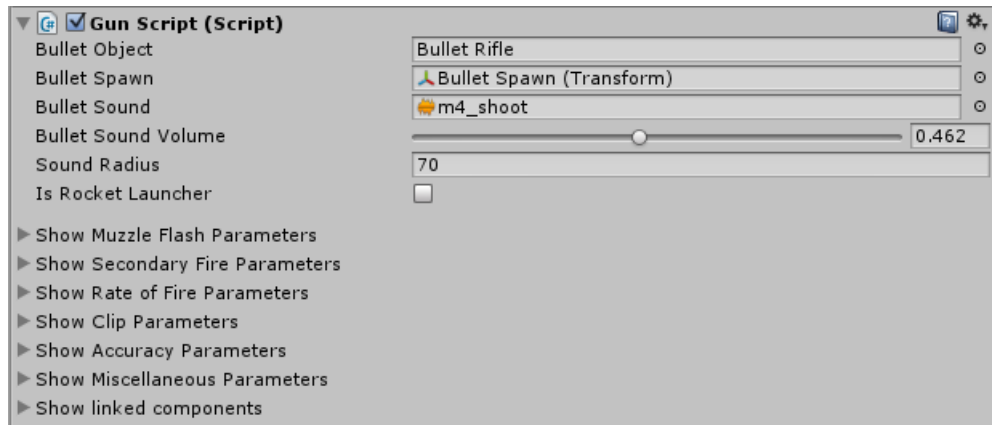 Gun Script (Script)
Bullet Object Bullet Rifle
Bullet Spawn Bullet Spawn (Transform)
Bullet Sound m4_shoot
Bullet Sound Volume 0.462
Sound Radius 70
Is Rocket Launcher
Show Muzzle Flash Parameters
Show Secondary Fire Parameters
Show Rate of Fire Parameters
Show Clip Parameters
Show Accuracy Parameters
Show Miscellaneous Parameters
Show linked components